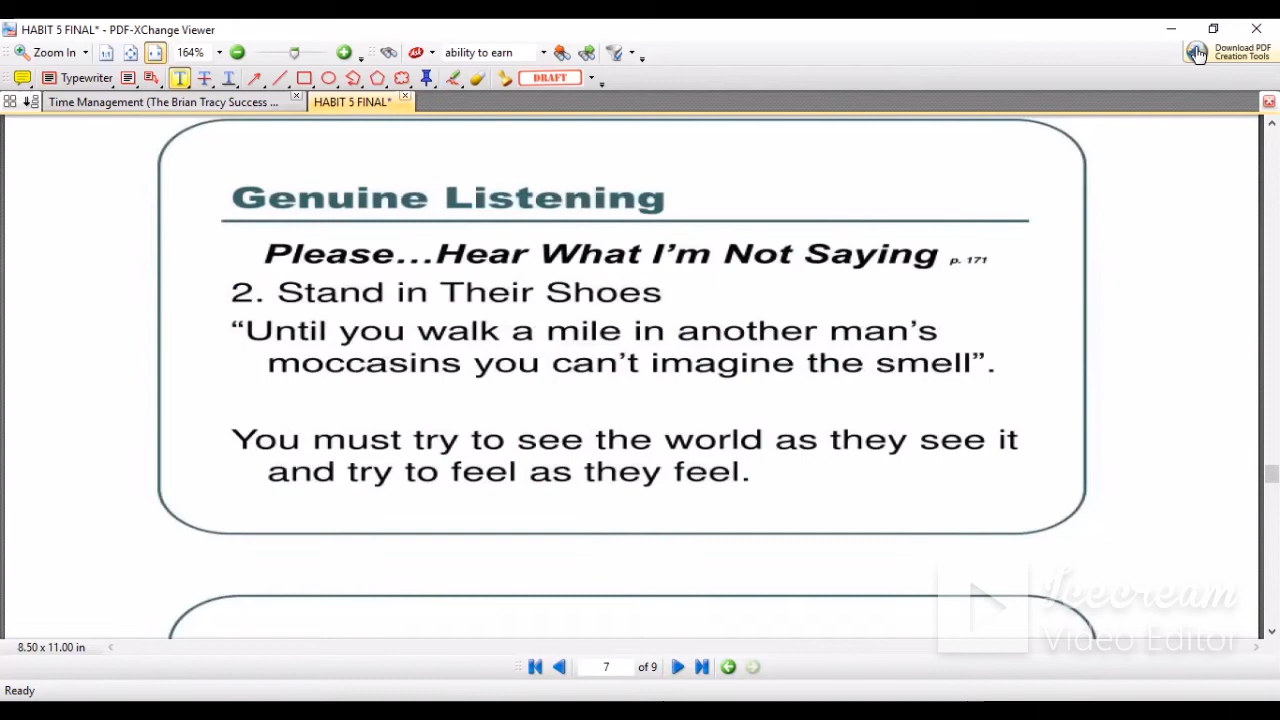 HABIT 5 FINAL* - PDF-XChange Viewer
Zoom In 164% ability to earn Download PDF
Creation Tools
Typewriter DRAFT
Time Management (The Brian Tracy Success ... HABIT 5 FINAL*
Genuine Listening
Please...Hear What I'm Not Saying p. 171
2. Stand in Their Shoes
“Until you walk a mile in another man’s
moccasins you can’t imagine the smell”.
You must try to see the world as they see it
and try to feel as they feel.
Icecream
Video Editor
8.50 x 11.00 in
7 of 9
Ready